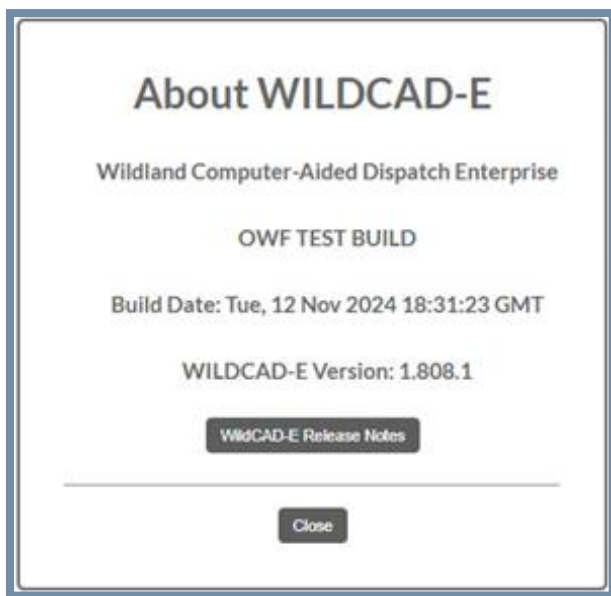 About WILDCAD-E
Wildland Computer-Aided Dispatch Enterprise
OWF TEST BUILD
Build Date: Tue, 12 Nov 2024 18:31:23 GMT
WILDCAD-E Version: 1.808.1
WildCAD-E Release Notes
Close